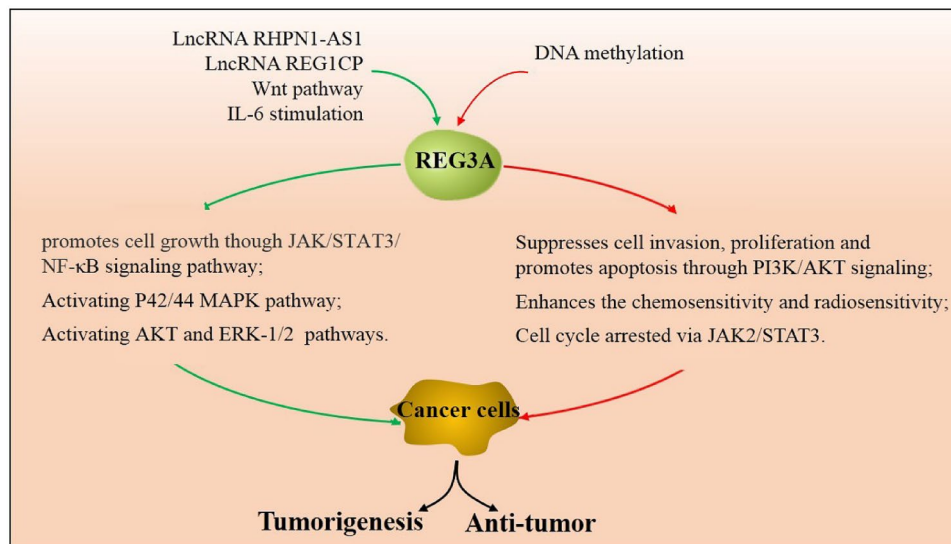 LncRNA RHPN1-AS1
LncRNA REG1CP
Wnt pathway
IL-6 stimulation
DNA methylation
REG3A
promotes cell growth though JAK/STAT3/
NF-κB signaling pathway;
Activating P42/44 MAPK pathway;
Activating AKT and ERK-1/2 pathways.
Suppresses cell invasion, proliferation and
promotes apoptosis through PI3K/AKT signaling;
Enhances the chemosensitivity and radiosensitivity;
Cell cycle arrested via JAK2/STAT3.
Cancer cells
Tumorigenesis
Anti-tumor